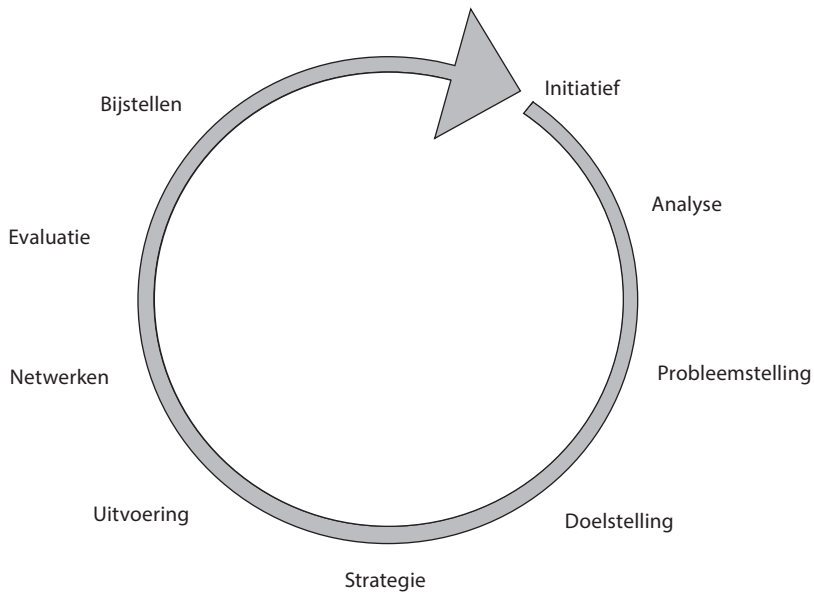 Initiatief
Analyse
Probleemstelling
Doelstelling
Strategie
Uitvoering
Netwerken
Evaluatie
Bijstellen